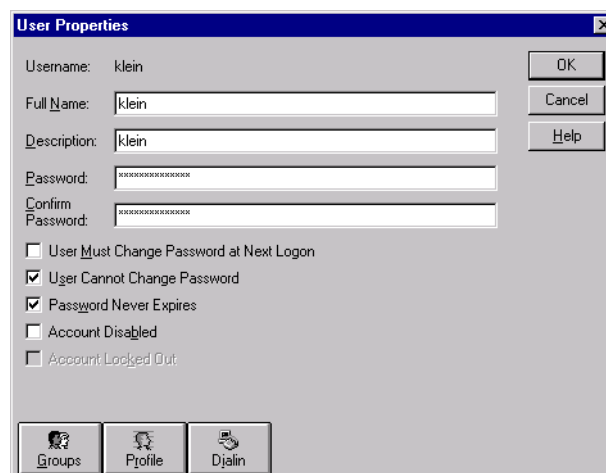 User Properties
Username: klein
OK
Full Name: klein
Cancel
Description: klein
Help
Password: **************
Confirm
Password: **************
User Must Change Password at Next Logon
User Cannot Change Password
Password Never Expires
Account Disabled
Account Locked Out
Groups Profile Dialin